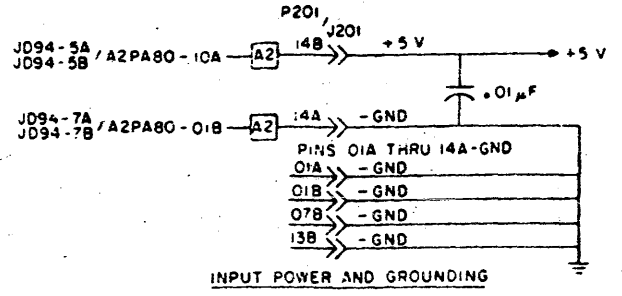 P201/J201
JD94-5A
JD94-5B / A2PA80-10A A2 14B +5 V +5 V
.01 µF
JD94-7A
JD94-7B / A2PA80-01B A2 14A -GND
PINS 01A THRU 14A-GND
01A -GND
01B -GND
07B -GND
13B -GND
INPUT POWER AND GROUNDING